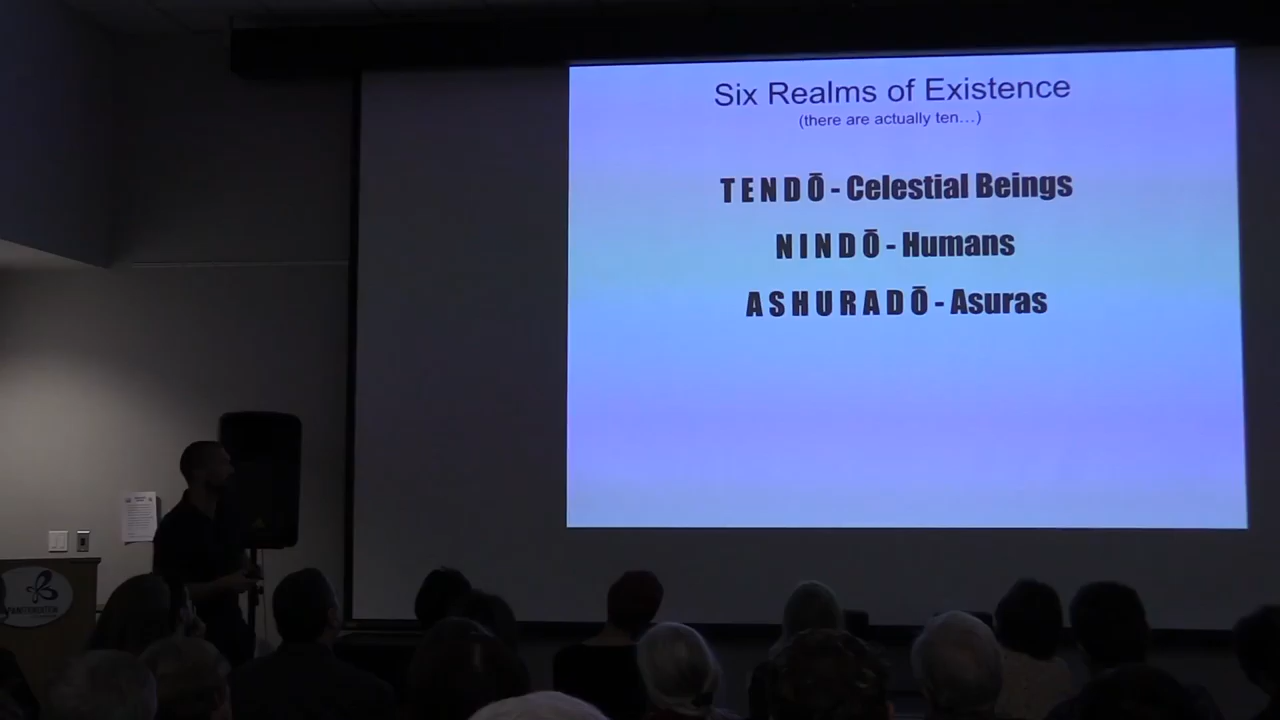 Six Realms of Existence
(there are actually ten...)
TENDŌ - Celestial Beings
NINDŌ - Humans
ASHURADŌ - Asuras